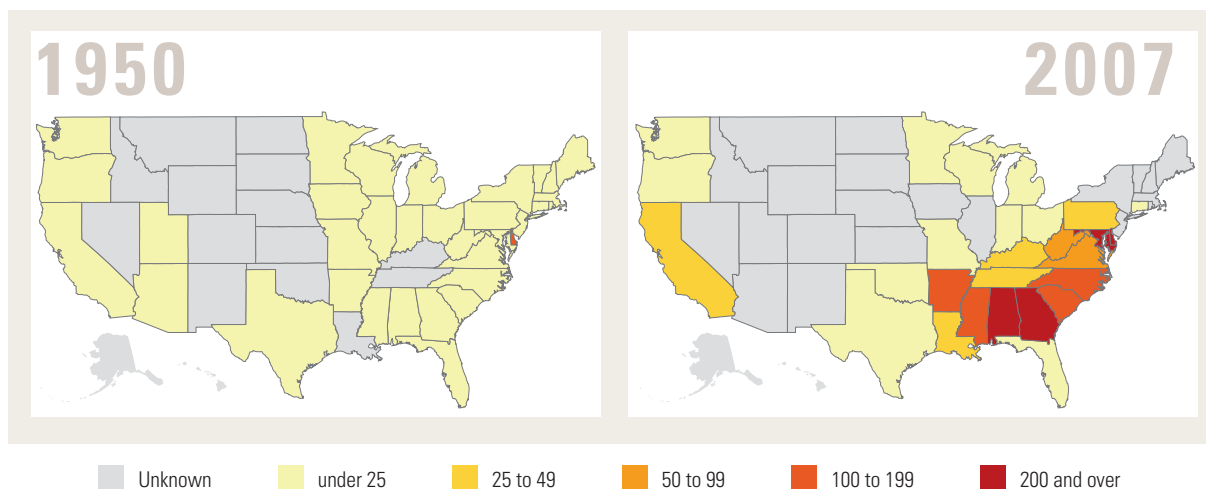 1950
2007
Unknown
under 25
25 to 49
50 to 99
100 to 199
200 and over